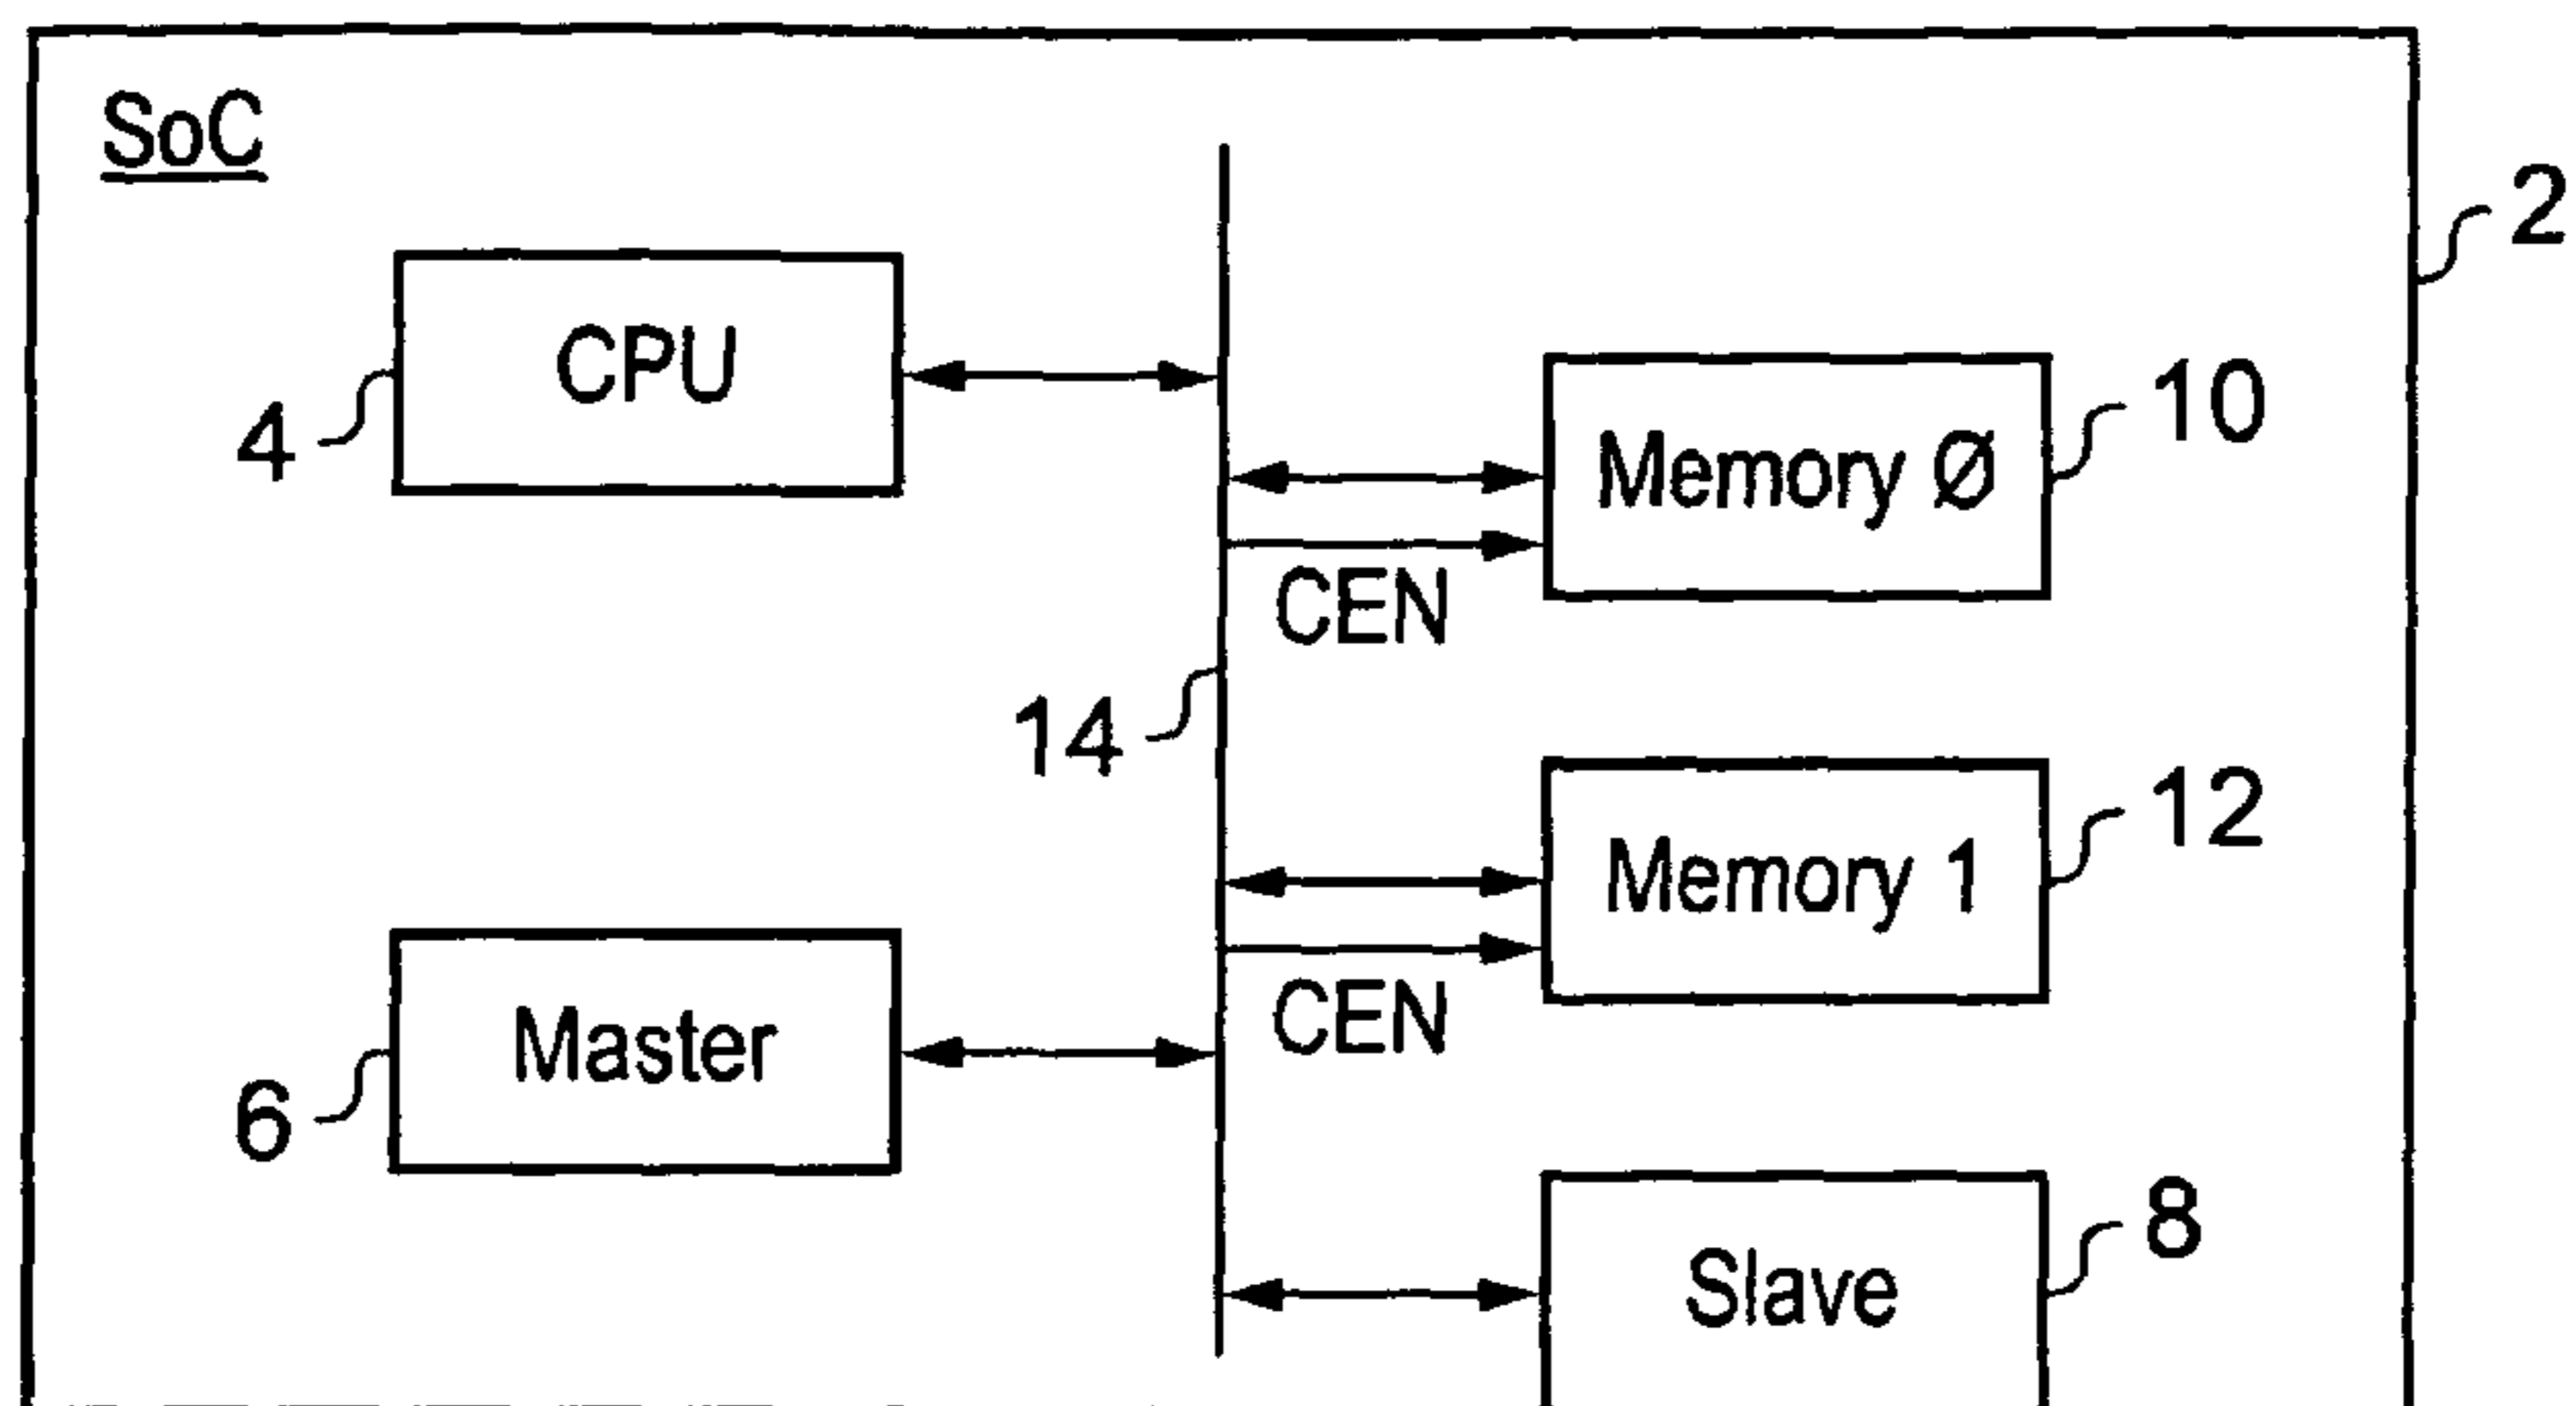 SoC
2
CPU
4
Memory Ø
10
CEN
14
Memory 1
12
CEN
Master
6
Slave
8